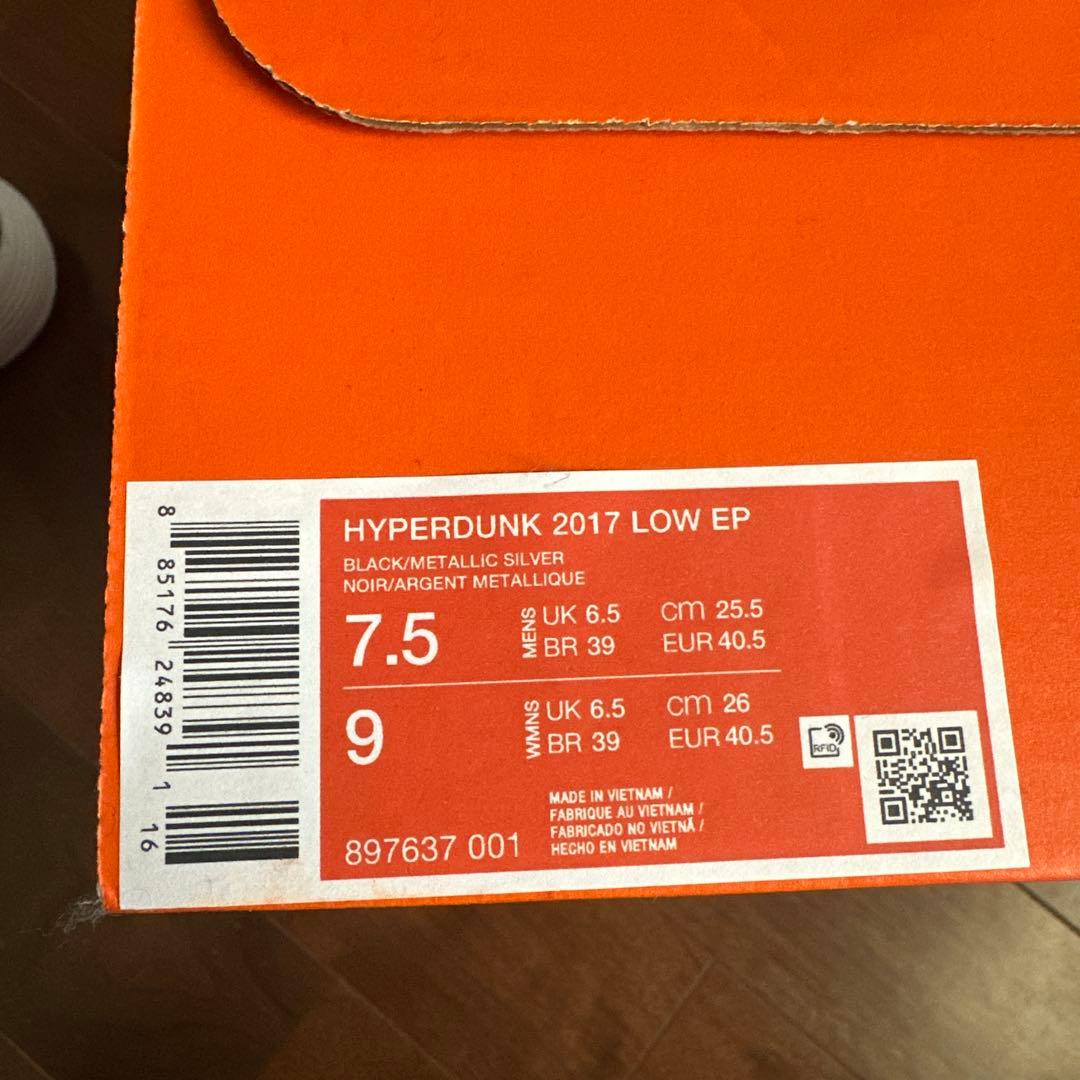 HYPERDUNK 2017 LOW EP
BLACK/METALLIC SILVER
NOIR/ARGENT METALLIQUE
7.5
MENS
UK 6.5
cm 25.5
BR 39
EUR 40.5
9
WMNS
UK 6.5
cm 26
BR 39
EUR 40.5
RFID
MADE IN VIETNAM /
FABRIQUE AU VIETNAM /
FABRICADO NO VIETNÃ /
HECHO EN VIETNAM
897637 001
8 85176 24839 1 16